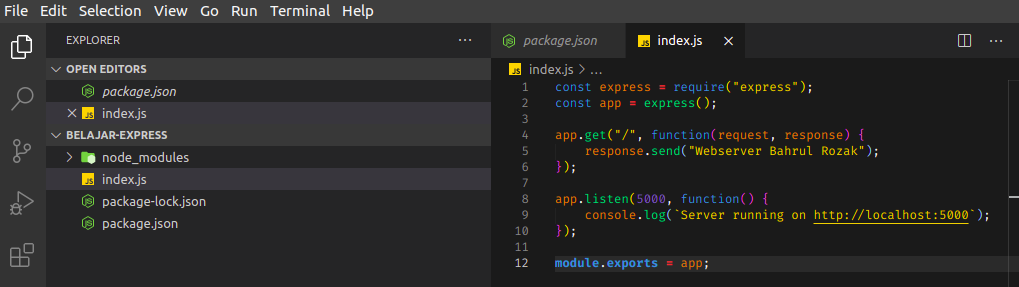 File Edit Selection View Go Run Terminal Help
EXPLORER ···
OPEN EDITORS
package.json
index.js
BELAJAR-EXPRESS
node_modules
index.js
package-lock.json
package.json
package.json index.js
JS index.js > ...
1 const express = require("express");
2 const app = express();
3
4 app.get("/", function(request, response) {
5 response.send("Webserver Bahrul Rozak");
6 });
7
8 app.listen(5000, function() {
9 console.log(`Server running on http://localhost:5000`);
10 });
11
12 module.exports = app;